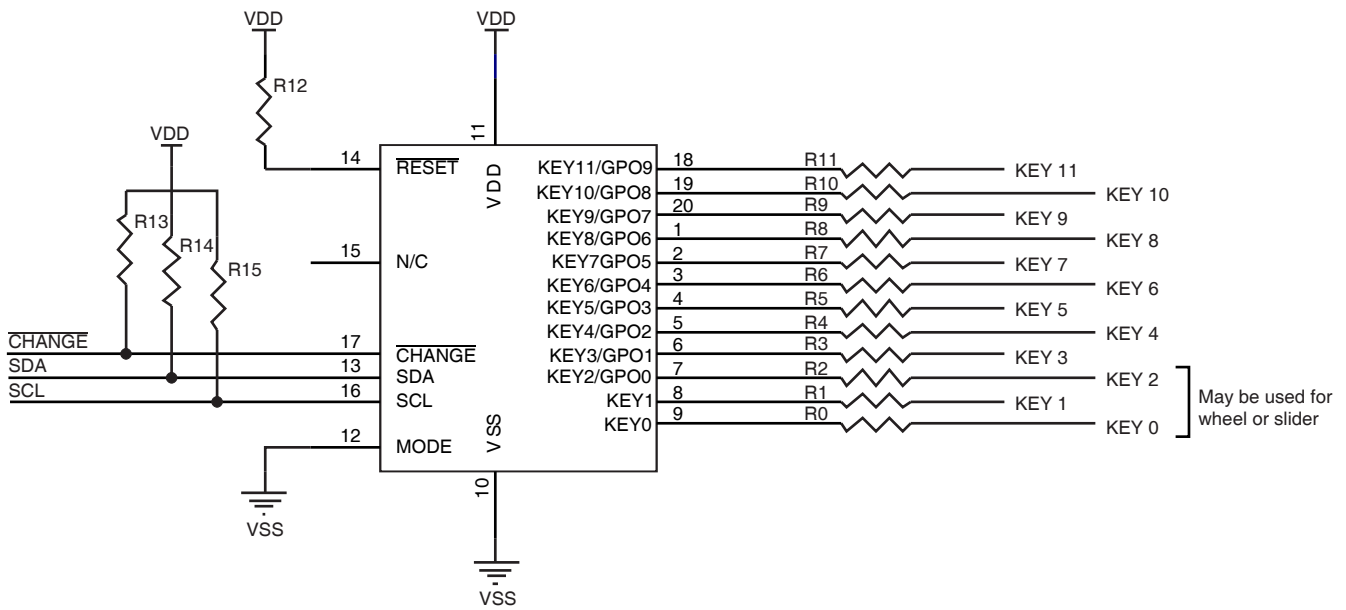 VDD
VDD
R12
VDD
11
14
RESET
VDD
KEY11/GPO9
18
R11
KEY 11
KEY10/GPO8
19
R10
KEY 10
KEY9/GPO7
20
R9
KEY 9
R13
R14
R15
KEY8/GPO6
1
R8
KEY 8
15
N/C
KEY7GPO5
2
R7
KEY 7
KEY6/GPO4
3
R6
KEY 6
KEY5/GPO3
4
R5
KEY 5
KEY4/GPO2
5
R4
KEY 4
CHANGE
17
CHANGE
KEY3/GPO1
6
R3
KEY 3
SDA
13
SDA
KEY2/GPO0
7
R2
KEY 2
SCL
16
SCL
KEY1
8
R1
KEY 1
KEY0
9
R0
KEY 0
May be used for
wheel or slider
12
MODE
VSS
10
VSS
VSS